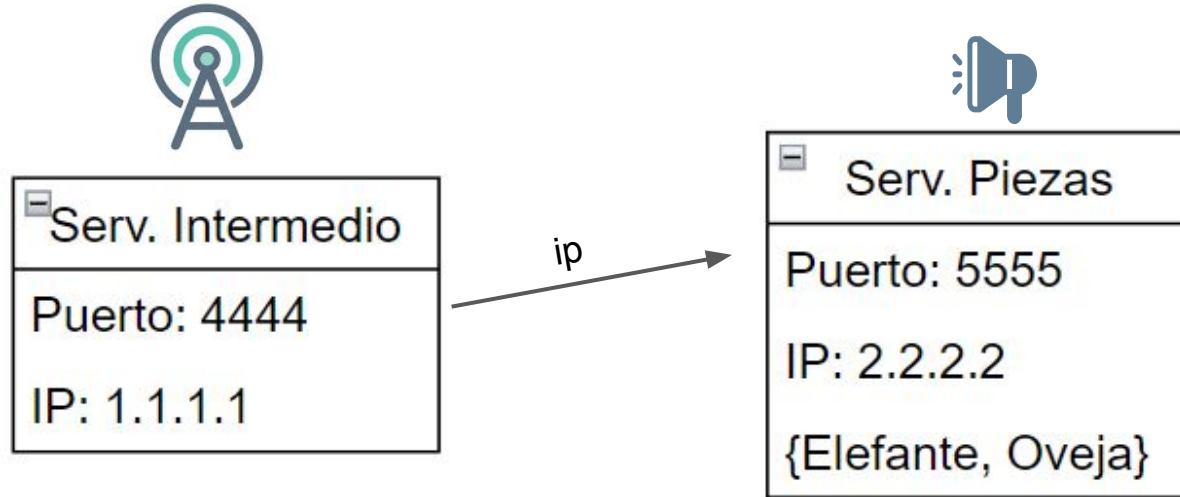 Serv. Intermedio
Puerto: 4444
IP: 1.1.1.1
ip
Serv. Piezas
Puerto: 5555
IP: 2.2.2.2
{Elefante, Oveja}